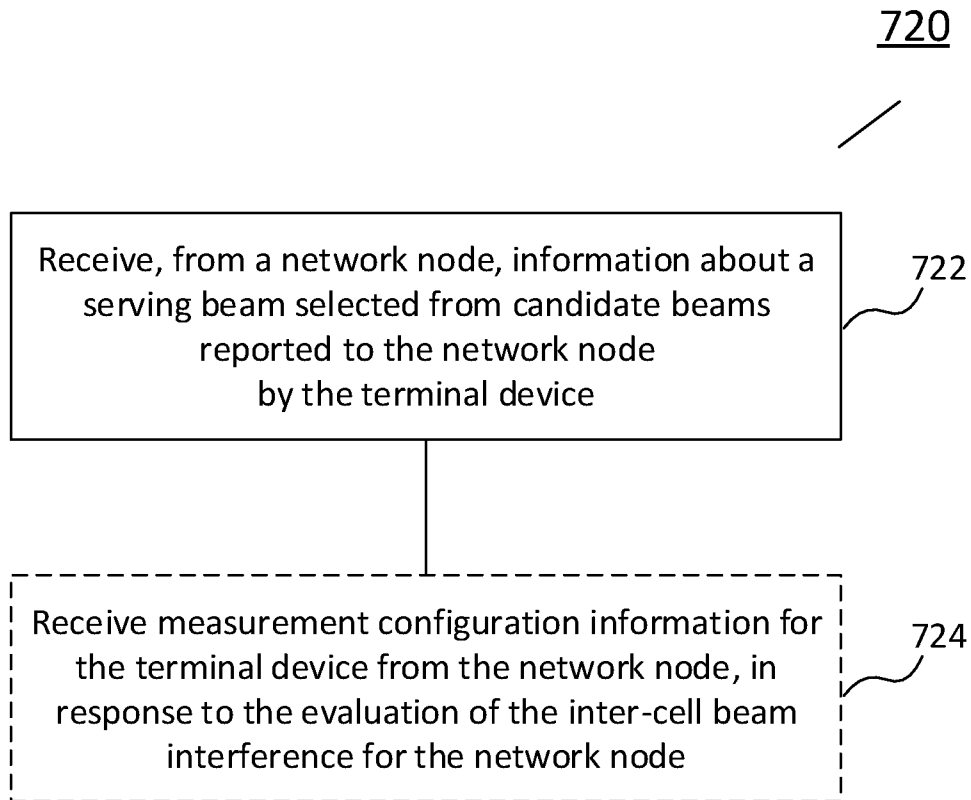 720
Receive, from a network node, information about a
serving beam selected from candidate beams
reported to the network node
by the terminal device
722
Receive measurement configuration information for
the terminal device from the network node, in
response to the evaluation of the inter-cell beam
interference for the network node
724